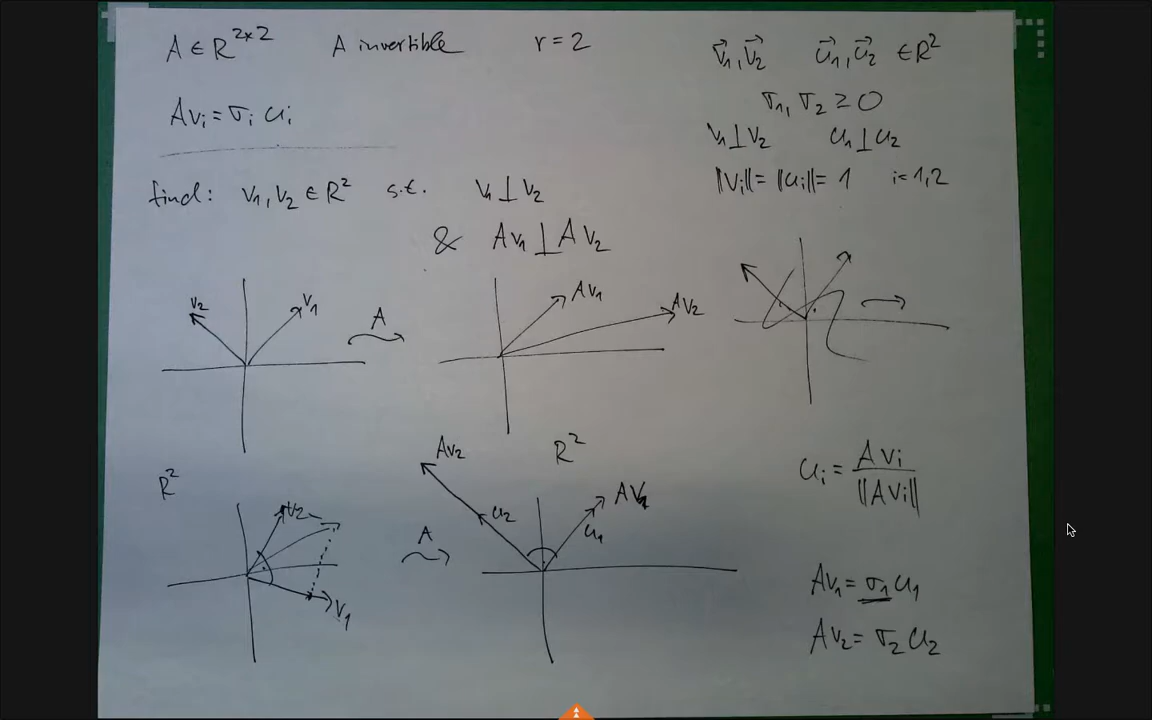 A ∈ R^{2×2} A invertible r = 2
v⃗₁, v⃗₂ u⃗₁, u⃗₂ ∈ R²
σ₁, σ₂ ≥ 0
Av_i = σ_i u_i
v₁ ⊥ v₂ u₁ ⊥ u₂
‖v_i‖ = ‖u_i‖ = 1 i = 1,2
find: v₁, v₂ ∈ R² s.t. v₁ ⊥ v₂
& Av₁ ⊥ Av₂
v₂ v₁ A Av₁ Av₂
R² v₂ v₁ A Av₂ u₂ R² Av₁ u₁
u_i = Av_i / ‖Av_i‖
Av₁ = σ₁ u₁
Av₂ = σ₂ u₂